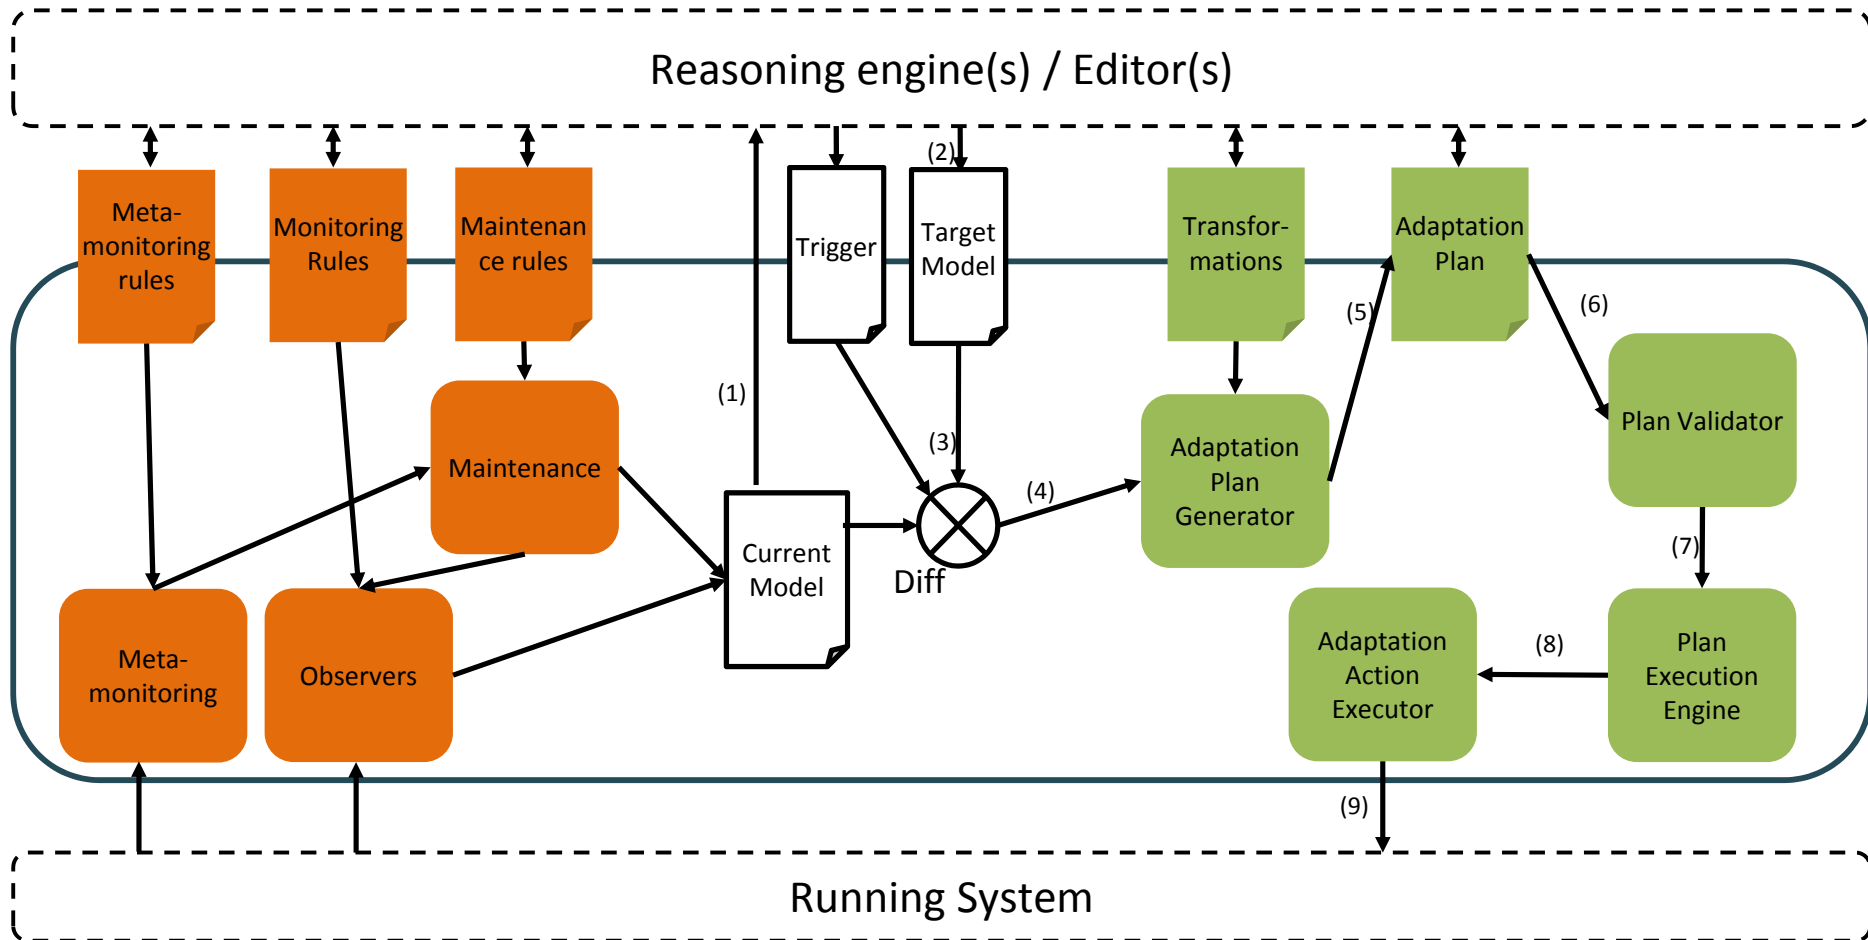 Reasoning engine(s) / Editor(s)
(2)
Meta-
monitoring
rules
Monitoring
Rules
Maintenan
ce rules
Trigger
Target
Model
Transfor-
mations
Adaptation
Plan
(1)
(3)
(4)
(5)
(6)
Maintenance
Adaptation
Plan
Generator
Plan Validator
(7)
Current
Model
Diff
Meta-
monitoring
Observers
Adaptation
Action
Executor
(8)
Plan
Execution
Engine
(9)
Running System